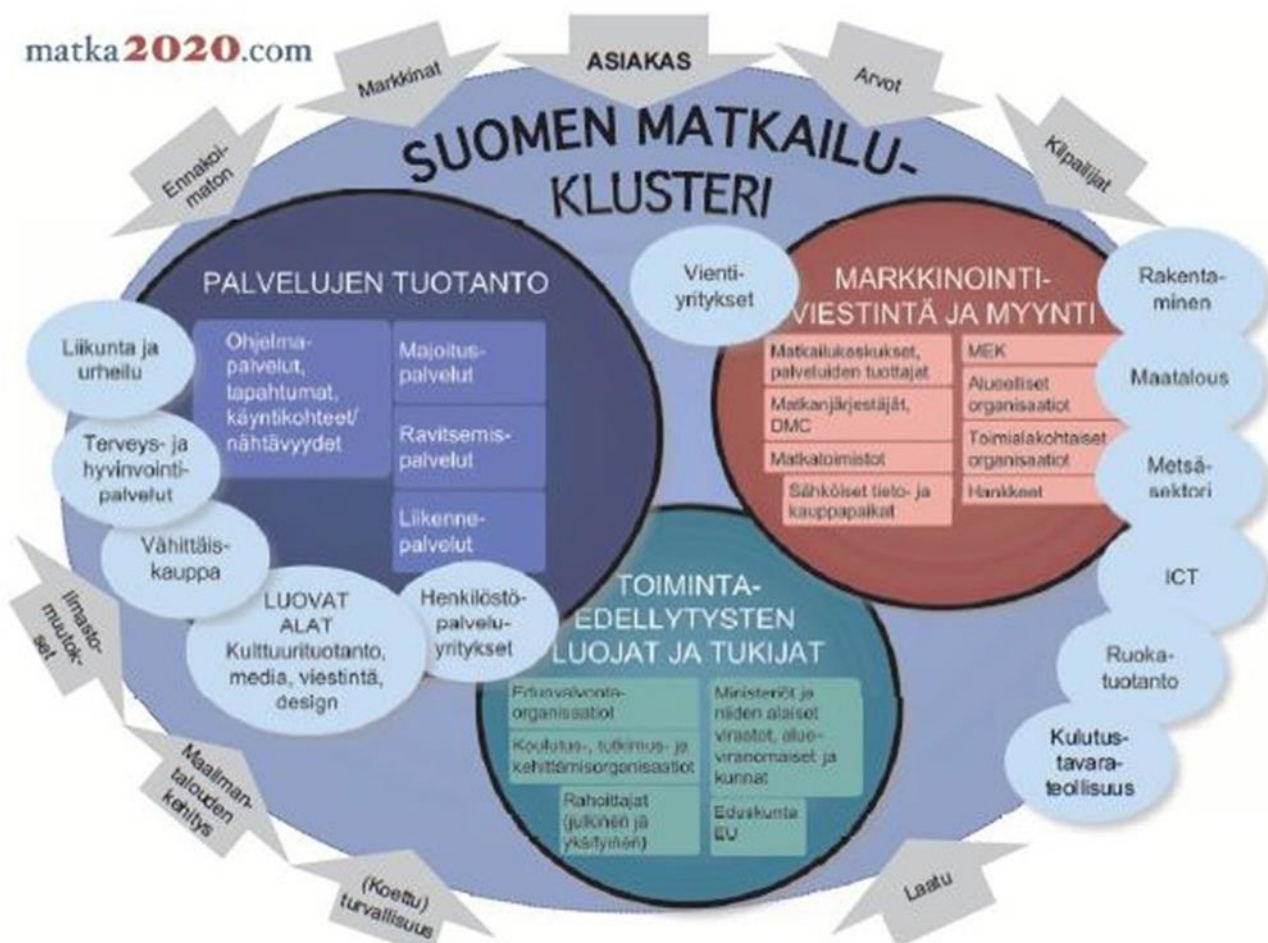 matka2020.com
Markkinat
ASIAKAS
Arvot
Ennakoi-
maton
Kilpailijat
SUOMEN MATKAILU-
KLUSTERI
PALVELUJEN TUOTANTO
Ohjelma-
palvelut,
tapahtumat,
käyntikohteet/
nähtävyydet
Majoitus-
palvelut
Ravitsemis-
palvelut
Liikenne-
palvelut
Liikunta ja
urheilu
Terveys- ja
hyvinvointi-
palvelut
Vähittäis-
kauppa
LUOVAT
ALAT
Kulttuurituotanto,
media, viestintä,
design
Henkilöstö-
palvelu-
yritykset
Vienti-
yritykset
MARKKINOINTI-
VIESTINTÄ JA MYYNTI
Matkailukeskukset,
palveluiden tuottajat
Matkanjärjestäjät,
DMC
Matkatoimistot
Sähköiset tieto- ja
kauppapaikat
MEK
Alueelliset
organisaatiot
Toimialakohtaiset
organisaatiot
Hankkeet
Rakenta-
minen
Maatalous
Metsä-
sektori
ICT
Ruoka-
tuotanto
Kulutus-
tavara-
teollisuus
TOIMINTA-
EDELLYTYSTEN
LUOJAT JA TUKIJAT
Edunvalvonta-
organisaatiot
Koulutus-, tutkimus- ja
kehittämisorganisaatiot
Rahoittajat
(julkinen ja
yksityinen)
Ministeriöt ja
niiden alaiset
virastot, alue-
viranomaiset ja
kunnat
Eduskunta
EU
Ilmasto-
muutok-
set
Maailman-
talouden
kehitys
(Koettu)
turvallisuus
Laatu